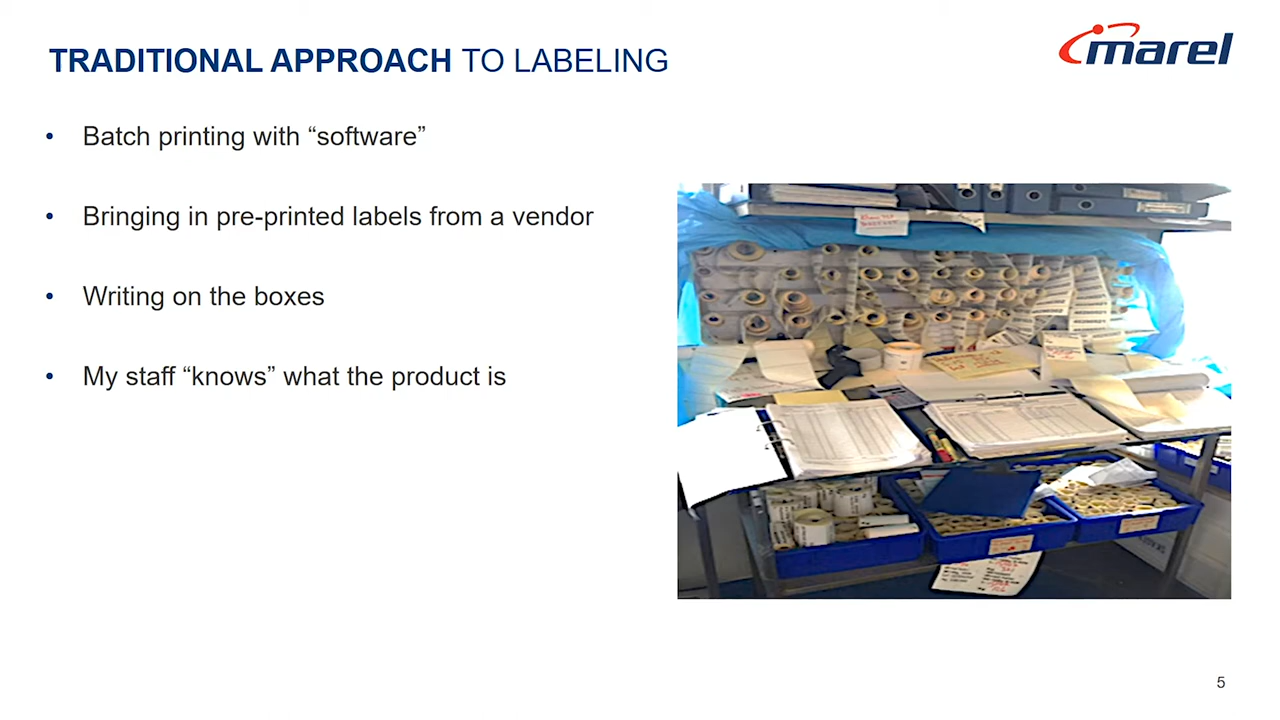 TRADITIONAL APPROACH TO LABELING
marel
• Batch printing with “software”
• Bringing in pre-printed labels from a vendor
• Writing on the boxes
• My staff “knows” what the product is
5